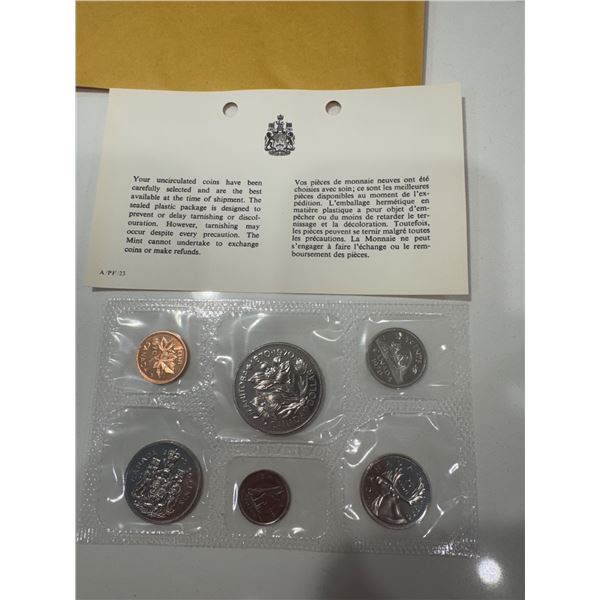 Your uncirculated coins have been
carefully selected and are the best
available at time of shipment. The
sealed plastic package is designed to
prevent or delay tarnishing or discol-
ouration. However, tarnishing may
occur despite every precaution. The
Mint cannot undertake to exchange
coins or make refunds.
A/PF/23
Vos pièces de monnaie neuves ont été
choisies avec soin; ce sont les meilleures
pièces disponibles au moment de l'ex-
pédition. L'emballage hermétique en
matière plastique a pour objet d'em-
pêcher ou du moins de retarder le ter-
nissage et la décoloration. Toutefois,
les pièces peuvent se ternir malgré toutes
les précautions. La Monnaie ne peut
s'engager à faire l'échange ou le rem-
boursement des pièces.
MANITOBA 1870-1970
CANADA